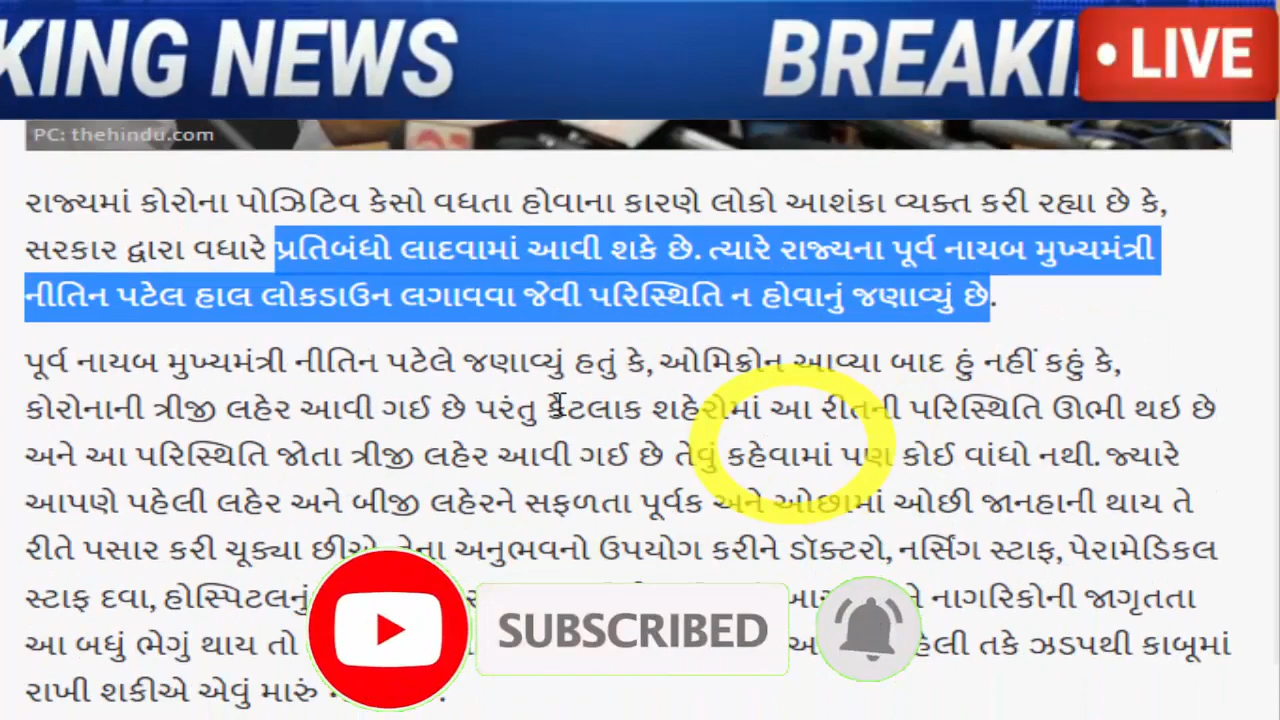 KING NEWS BREAKI
• LIVE
PC: thehindu.com
રાજ્યમાં કોરોના પોઝિટિવ કેસો વધતા હોવાના કારણે લોકો આશંકા વ્યક્ત કરી રહ્યા છે કે,
સરકાર દ્વારા વધારે પ્રતિબંધો લાદવામાં આવી શકે છે. ત્યારે રાજ્યના પૂર્વ નાયબ મુખ્યમંત્રી
નીતિન પટેલ હાલ લોકડાઉન લગાવવા જેવી પરિસ્થિતિ ન હોવાનું જણાવ્યું છે.
પૂર્વ નાયબ મુખ્યમંત્રી નીતિન પટેલે જણાવ્યું હતું કે, ઓમિક્રોન આવ્યા બાદ હું નહીં કહું કે,
કોરોનાની ત્રીજી લહેર આવી ગઈ છે પરંતુ કેટલાક શહેરોમાં આ રીતની પરિસ્થિતિ ઊભી થઇ છે
અને આ પરિસ્થિતિ જોતા ત્રીજી લહેર આવી ગઈ છે તેવું કહેવામાં પણ કોઈ વાંધો નથી. જ્યારે
આપણે પહેલી લહેર અને બીજી લહેરને સફળતા પૂર્વક અને ઓછામાં ઓછી જાનહાની થાય તે
રીતે પસાર કરી ચૂક્યા છીએ તેના અનુભવનો ઉપયોગ કરીને ડૉક્ટરો, નર્સિંગ સ્ટાફ, પેરામેડિકલ
સ્ટાફ દવા, હોસ્પિટલનું નાગરિકોની જાગૃતતા
આ બધું ભેગું થાય તો તકે ઝડપથી કાબૂમાં
રાખી શકીએ એવું મારું
SUBSCRIBED